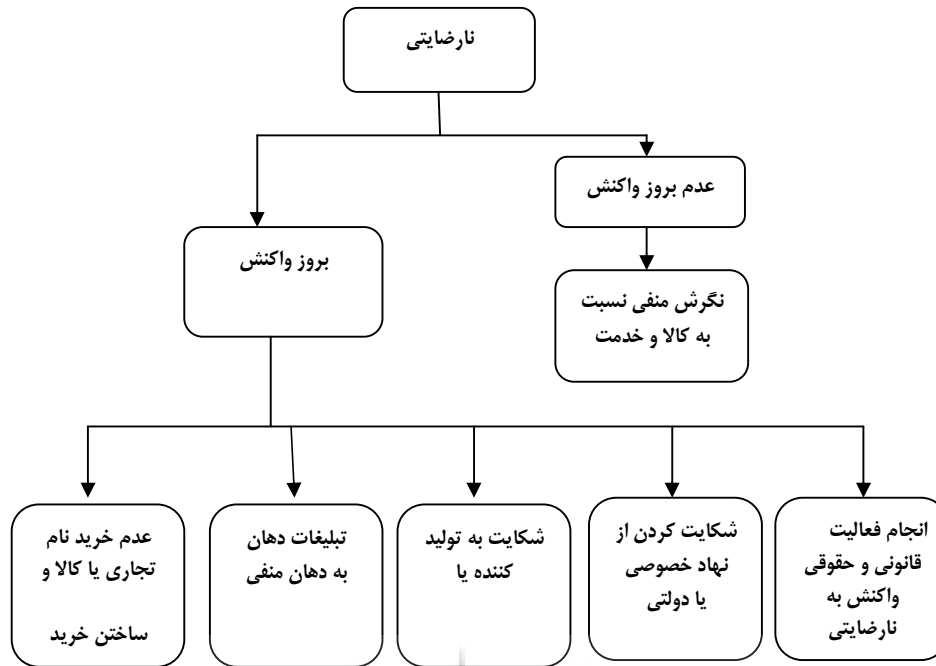 نارضایتی
عدم بروز واکنش
بروز واکنش
نگرش منفی نسبت
به کالا و خدمت
انجام فعالیت
قانونی و حقوقی
واکنش به
نارضایتی
شکایت کردن از
نهاد خصوصی
یا دولتی
شکایت به تولید
کننده یا
تبلیغات دهان
به دهان منفی
عدم خرید نام
تجاری یا کالا و
ساختن خرید